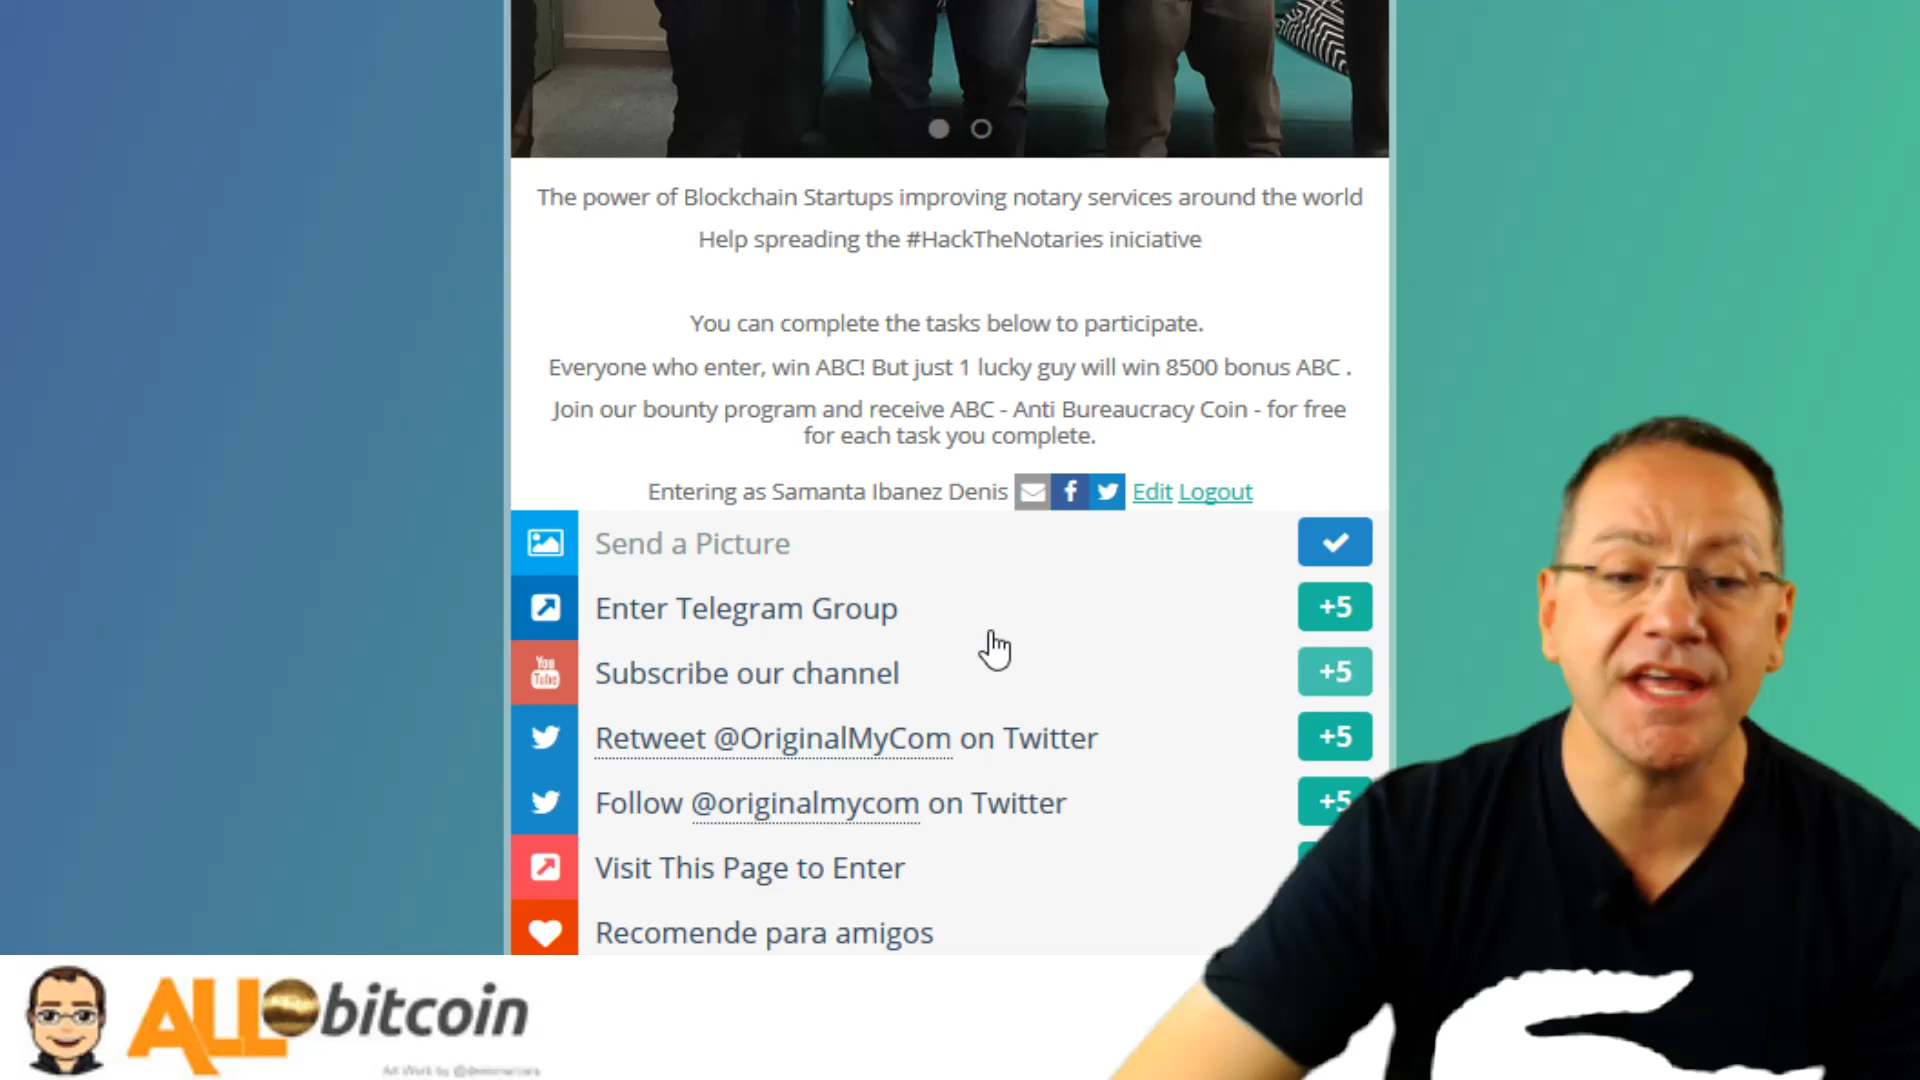 The power of Blockchain Startups improving notary services around the world
Help spreading the #HackTheNotaries iniciative
You can complete the tasks below to participate.
Everyone who enter, win ABC! But just 1 lucky guy will win 8500 bonus ABC .
Join our bounty program and receive ABC - Anti Bureaucracy Coin - for free
for each task you complete.
Entering as Samanta Ibanez Denis Edit Logout
Send a Picture
Enter Telegram Group +5
You Tube Subscribe our channel +5
Retweet @OriginalMyCom on Twitter +5
Follow @originalmycom on Twitter +5
Visit This Page to Enter
Recomende para amigos
ALL bitcoin
Art Work by